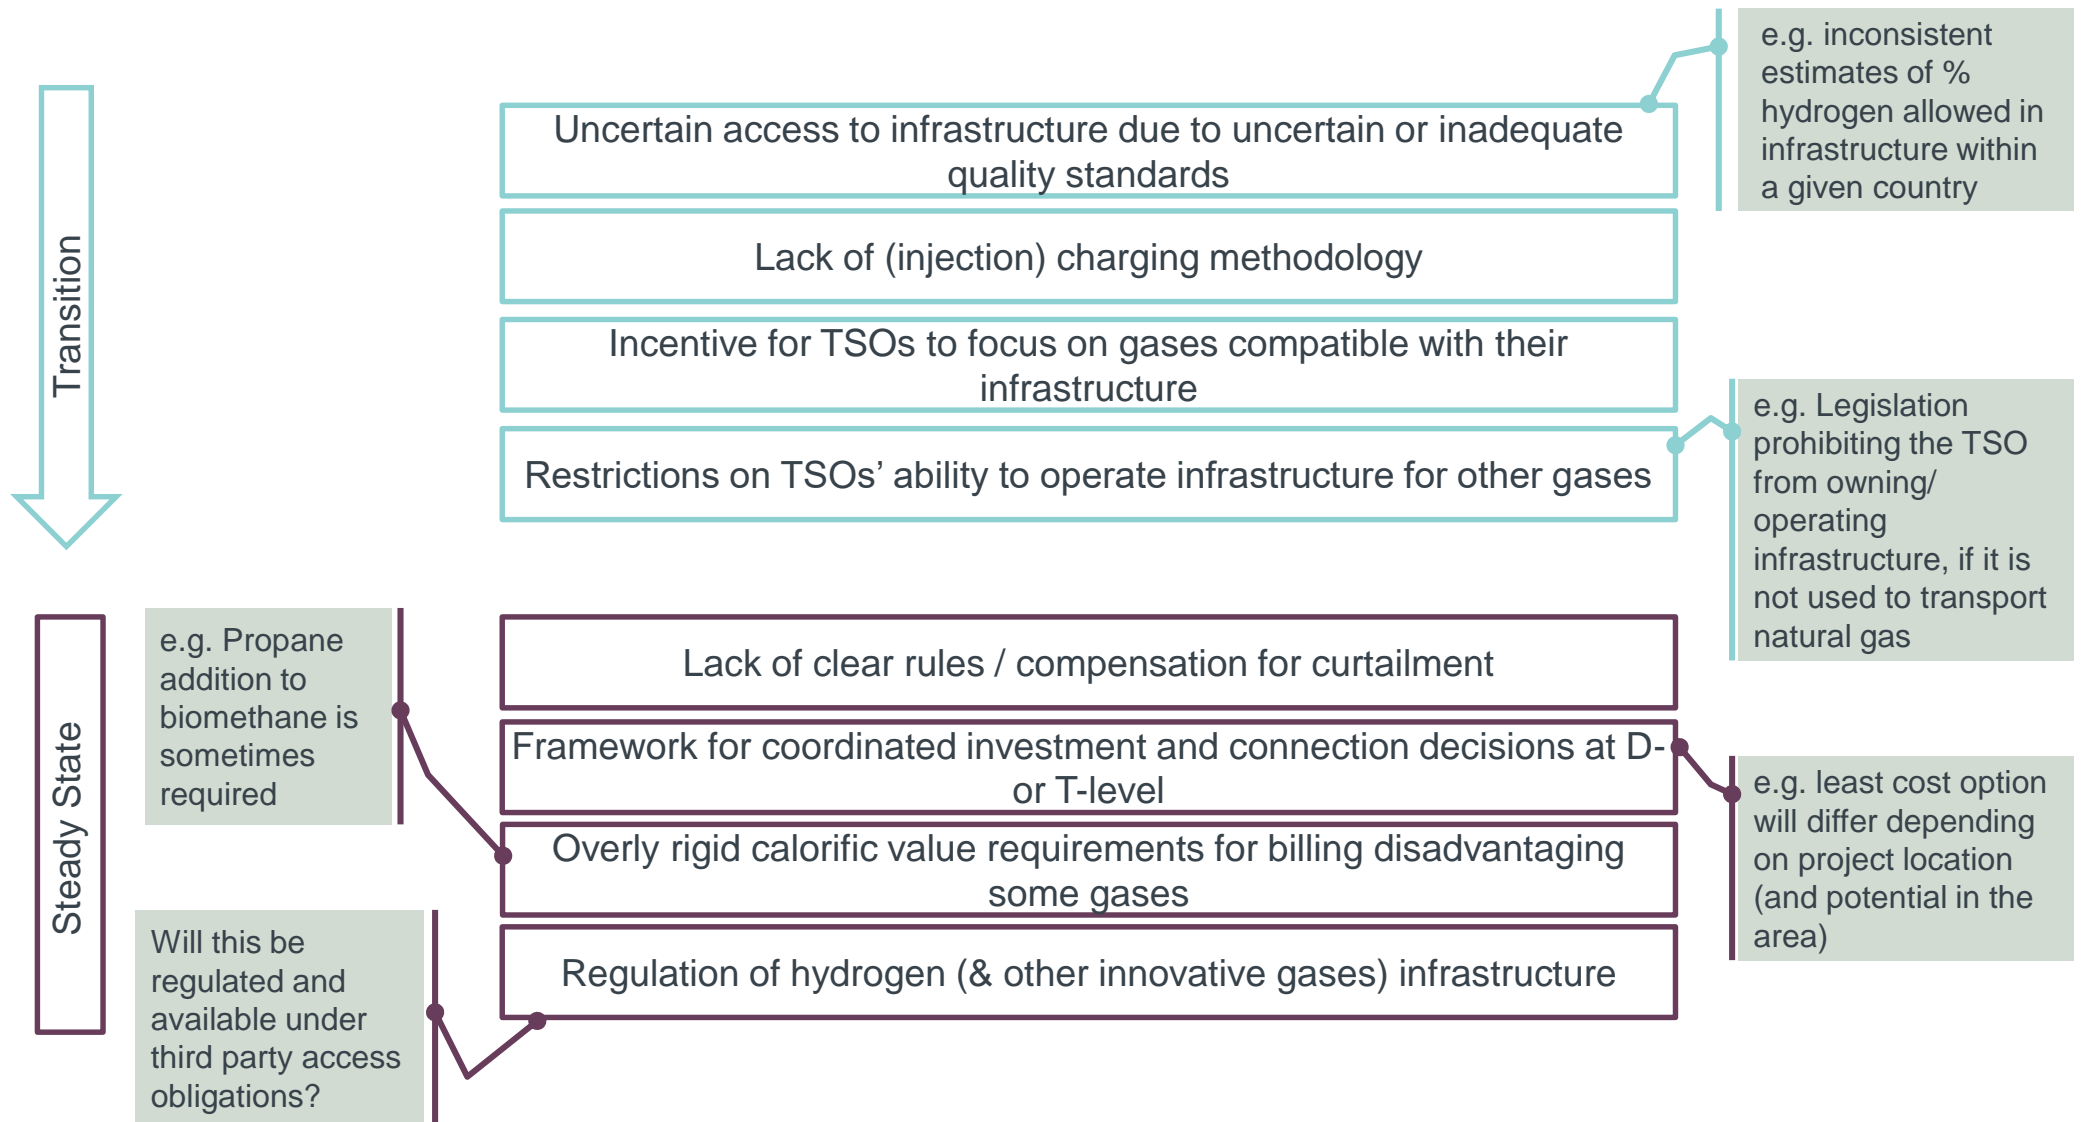 e.g. inconsistent
estimates of %
hydrogen allowed in
infrastructure within
a given country
Transition
Uncertain access to infrastructure due to uncertain or inadequate
quality standards
Lack of (injection) charging methodology
Incentive for TSOs to focus on gases compatible with their
infrastructure
Restrictions on TSOs’ ability to operate infrastructure for other gases
e.g. Legislation
prohibiting the TSO
from owning/
operating
infrastructure, if it is
not used to transport
natural gas
Steady State
e.g. Propane
addition to
biomethane is
sometimes
required
Lack of clear rules / compensation for curtailment
Framework for coordinated investment and connection decisions at D-
or T-level
e.g. least cost option
will differ depending
on project location
(and potential in the
area)
Overly rigid calorific value requirements for billing disadvantaging
some gases
Will this be
regulated and
available under
third party access
obligations?
Regulation of hydrogen (& other innovative gases) infrastructure